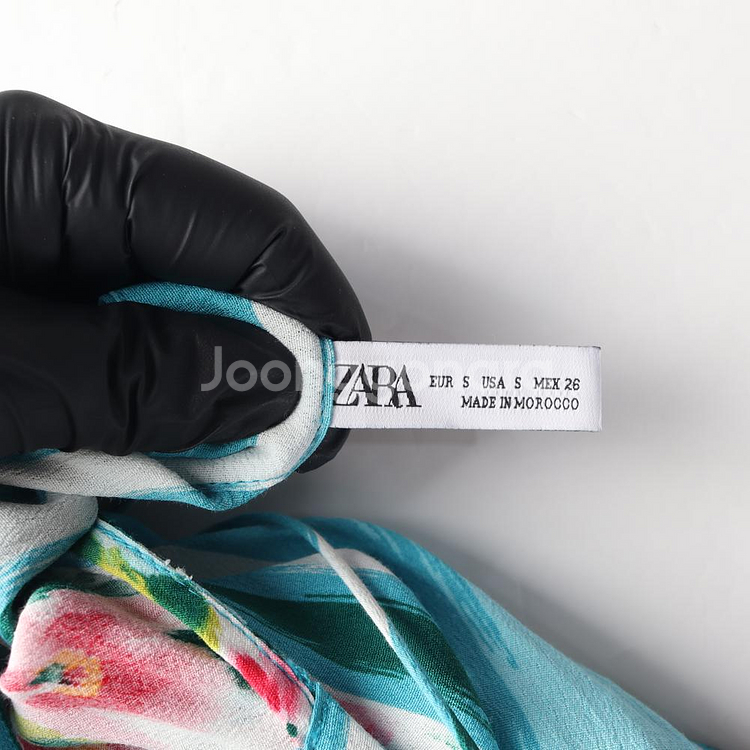 ZARA
EUR S USA S MEX 26
MADE IN MOROCCO